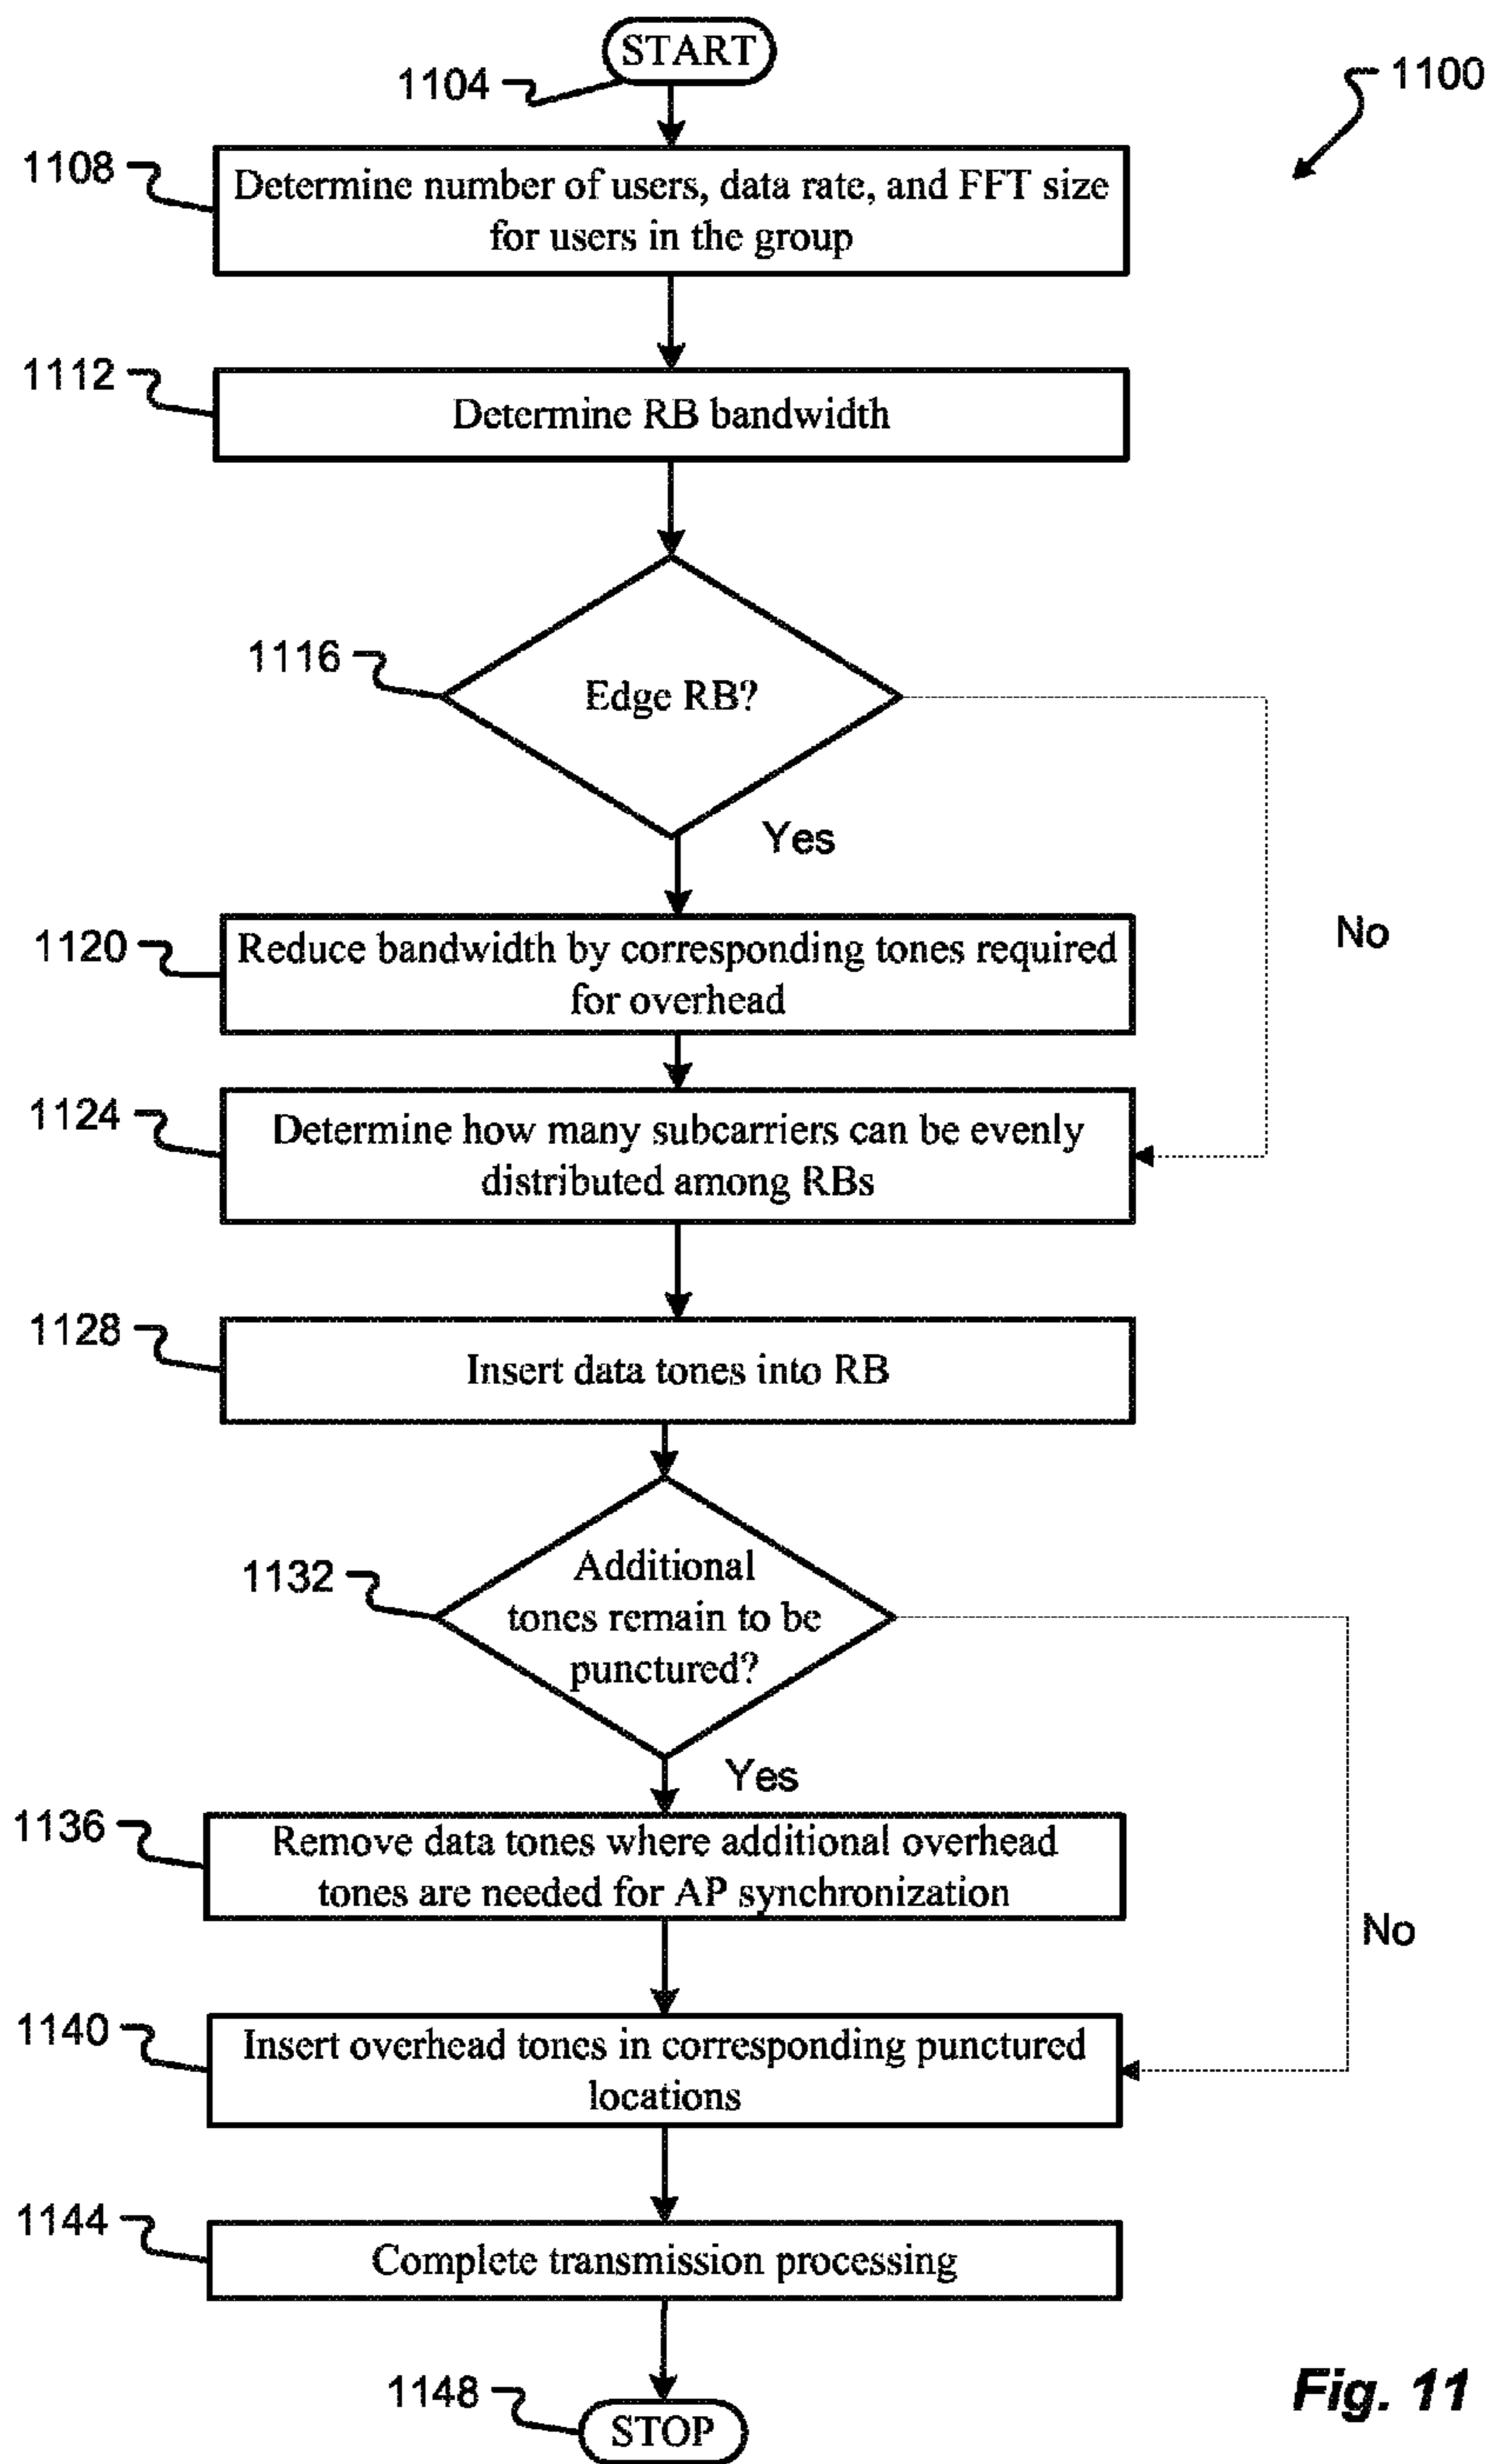 START
1104
1100
1108
Determine number of users, data rate, and FFT size
for users in the group
1112
Determine RB bandwidth
1116
Edge RB?
Yes
No
1120
Reduce bandwidth by corresponding tones required
for overhead
1124
Determine how many subcarriers can be evenly
distributed among RBs
1128
Insert data tones into RB
1132
Additional
tones remain to be
punctured?
Yes
No
1136
Remove data tones where additional overhead
tones are needed for AP synchronization
1140
Insert overhead tones in corresponding punctured
locations
1144
Complete transmission processing
1148
STOP
Fig. 11